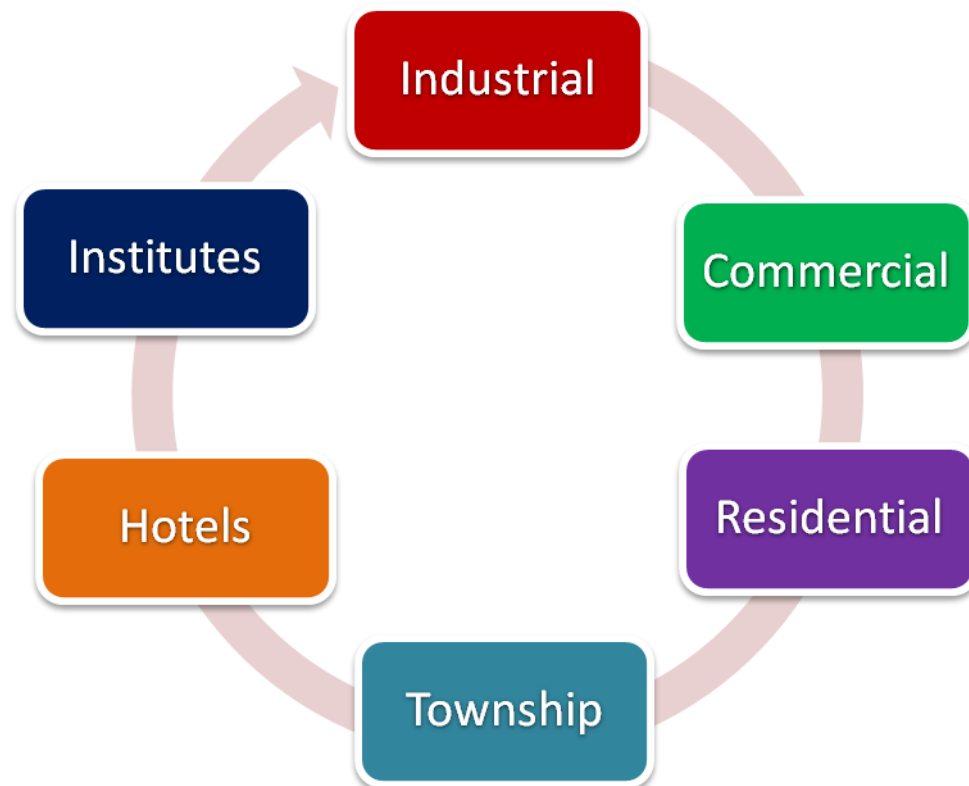 Industrial
Commercial
Residential
Township
Hotels
Institutes